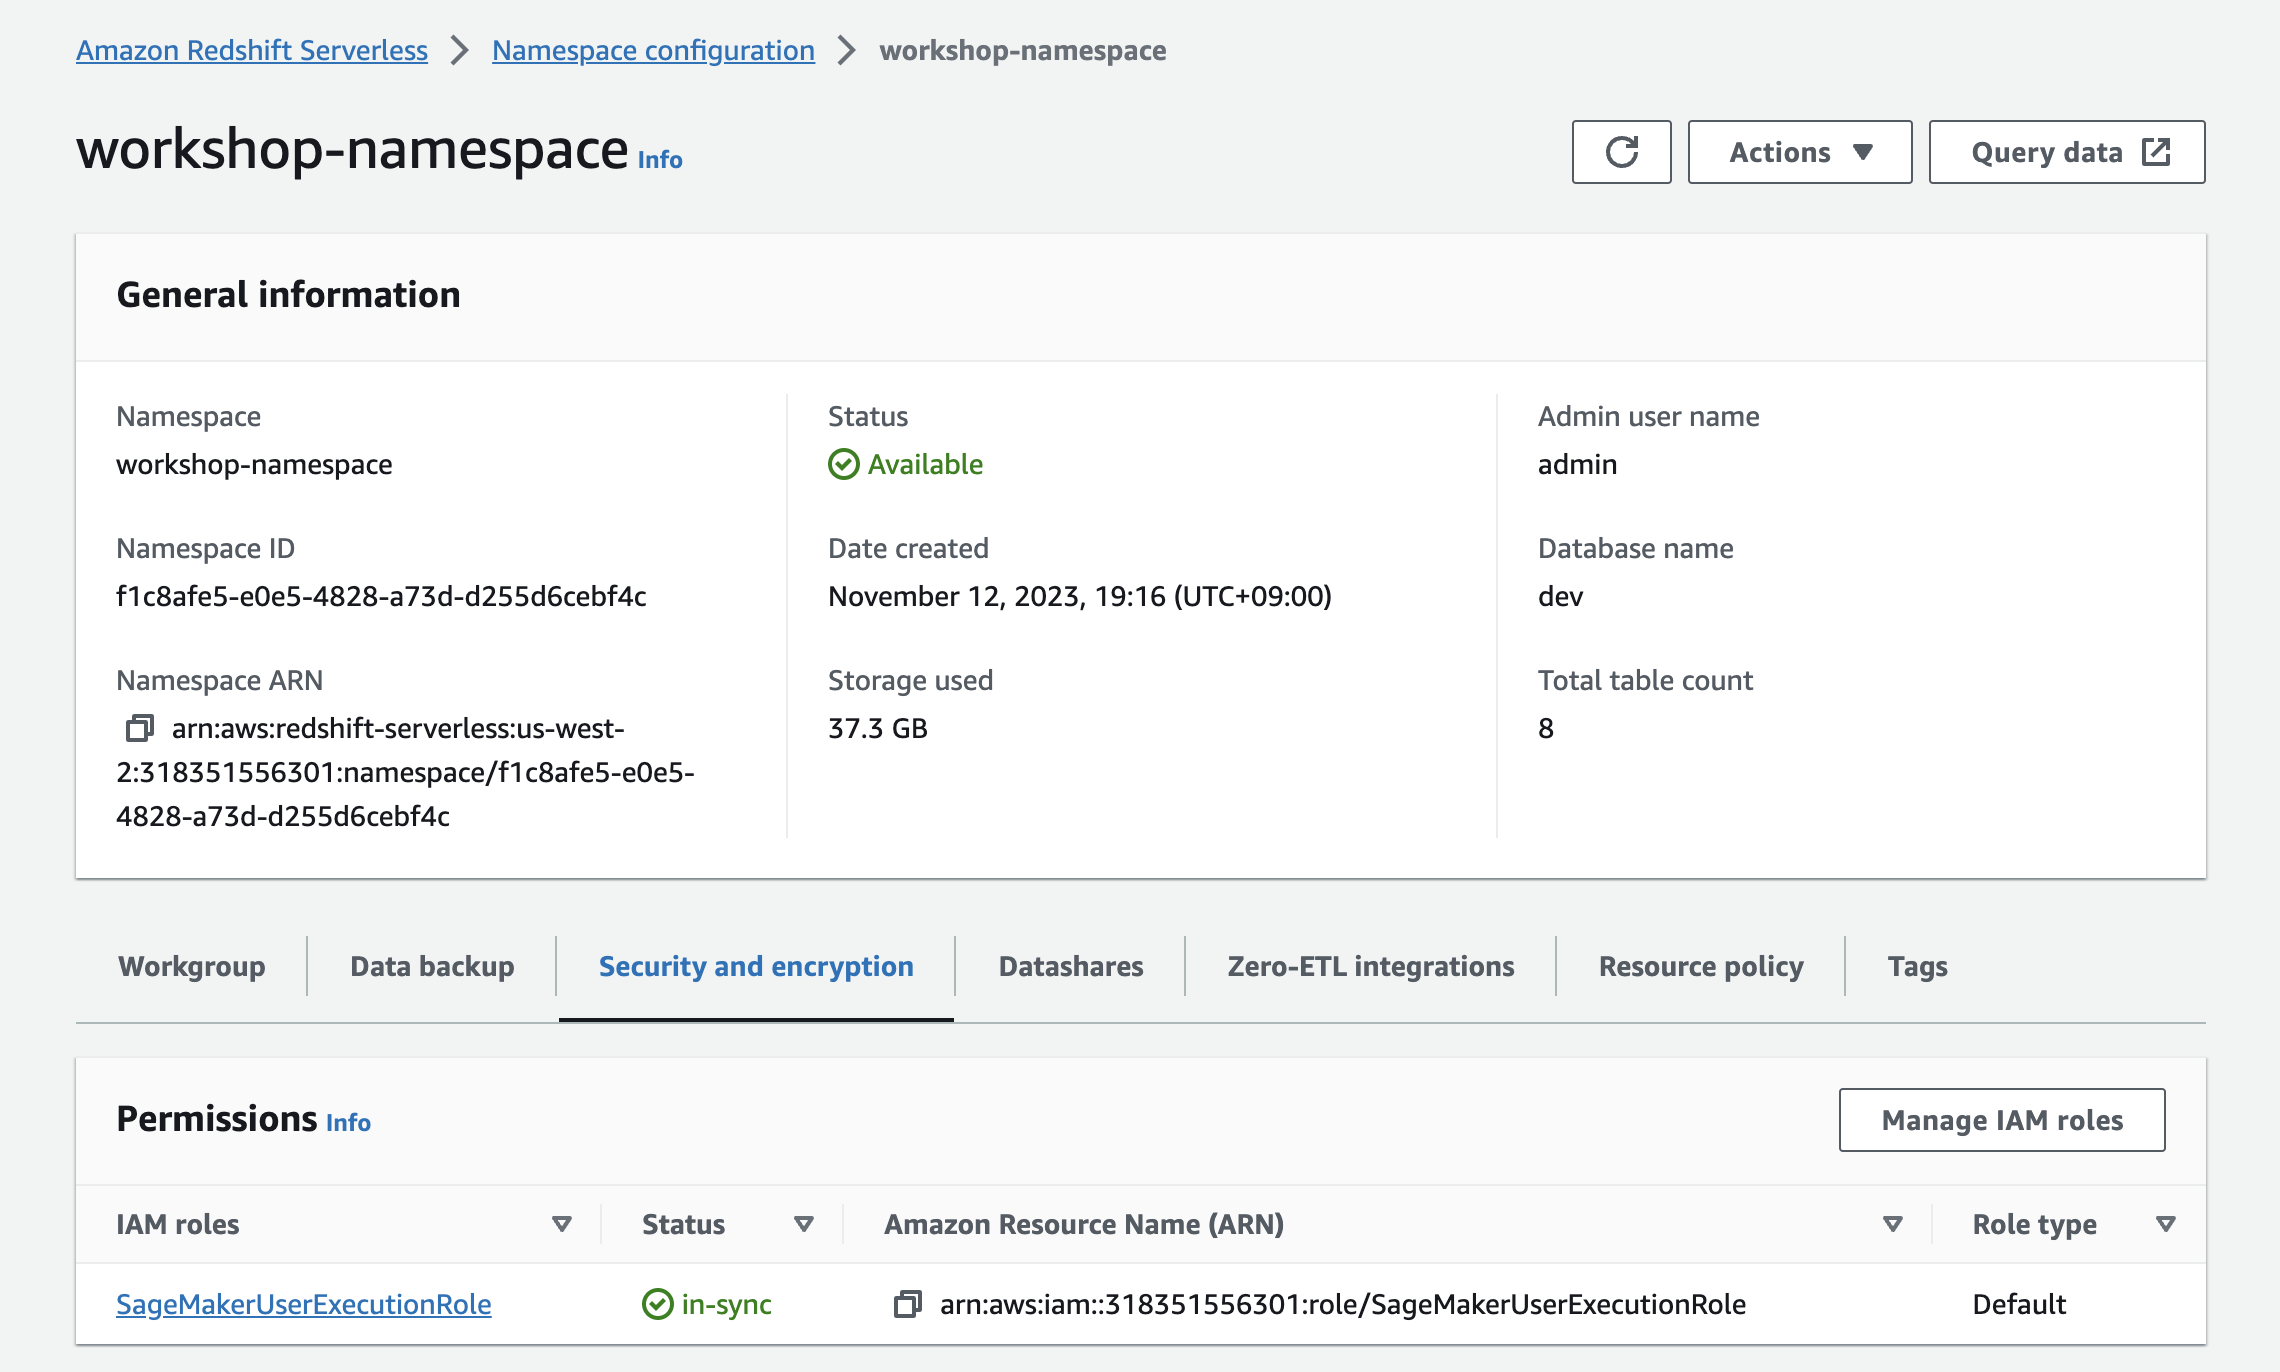 Amazon Redshift Serverless > Namespace configuration > workshop-namespace
workshop-namespace Info
Actions
Query data
General information
Namespace
workshop-namespace
Namespace ID
f1c8afe5-e0e5-4828-a73d-d255d6cebf4c
Namespace ARN
arn:aws:redshift-serverless:us-west-
2:318351556301:namespace/f1c8afe5-e0e5-
4828-a73d-d255d6cebf4c
Status
Available
Date created
November 12, 2023, 19:16 (UTC+09:00)
Storage used
37.3 GB
Admin user name
admin
Database name
dev
Total table count
8
Workgroup Data backup Security and encryption Datashares Zero-ETL integrations Resource policy Tags
Permissions Info
Manage IAM roles
IAM roles Status Amazon Resource Name (ARN) Role type
SageMakerUserExecutionRole in-sync arn:aws:iam::318351556301:role/SageMakerUserExecutionRole Default